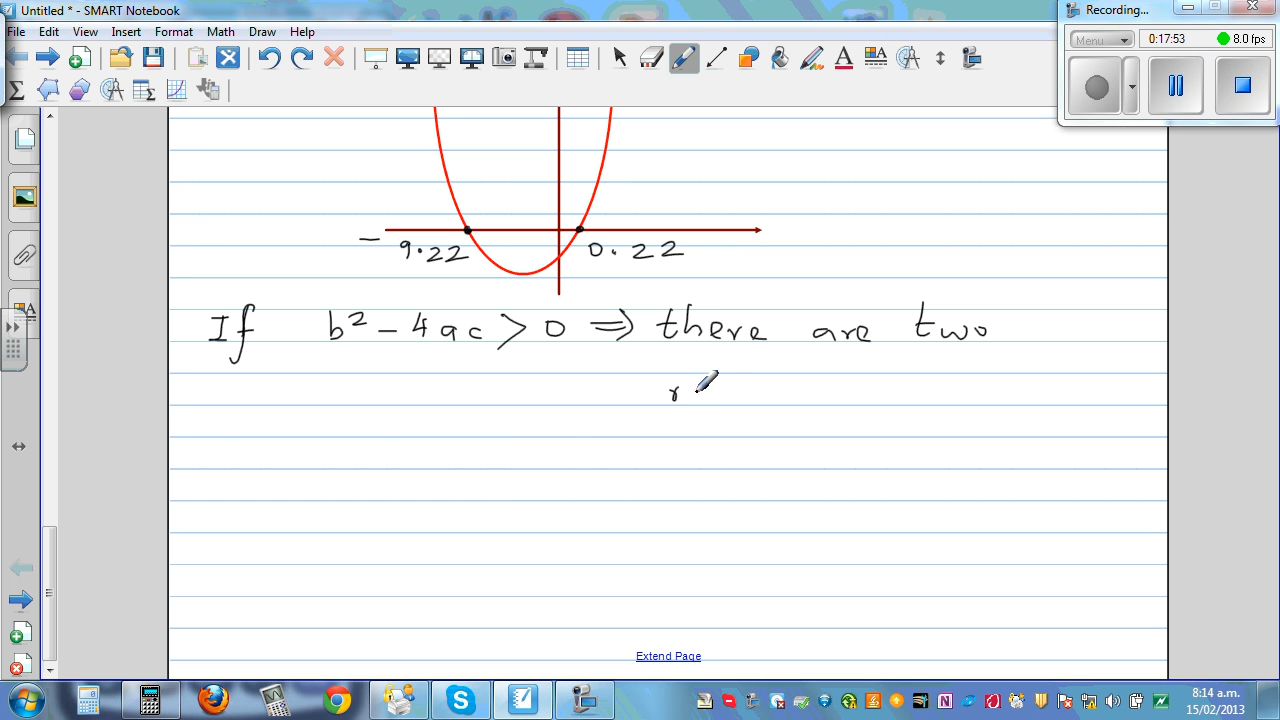 Untitled * - SMART Notebook
Recording...
File Edit View Insert Format Math Draw Help
Menu 0:17:53 8.0 fps
− 9.22 0.22
If b² − 4ac > 0 ⇒ there are two
r
Extend Page
8:14 a.m.
15/02/2013